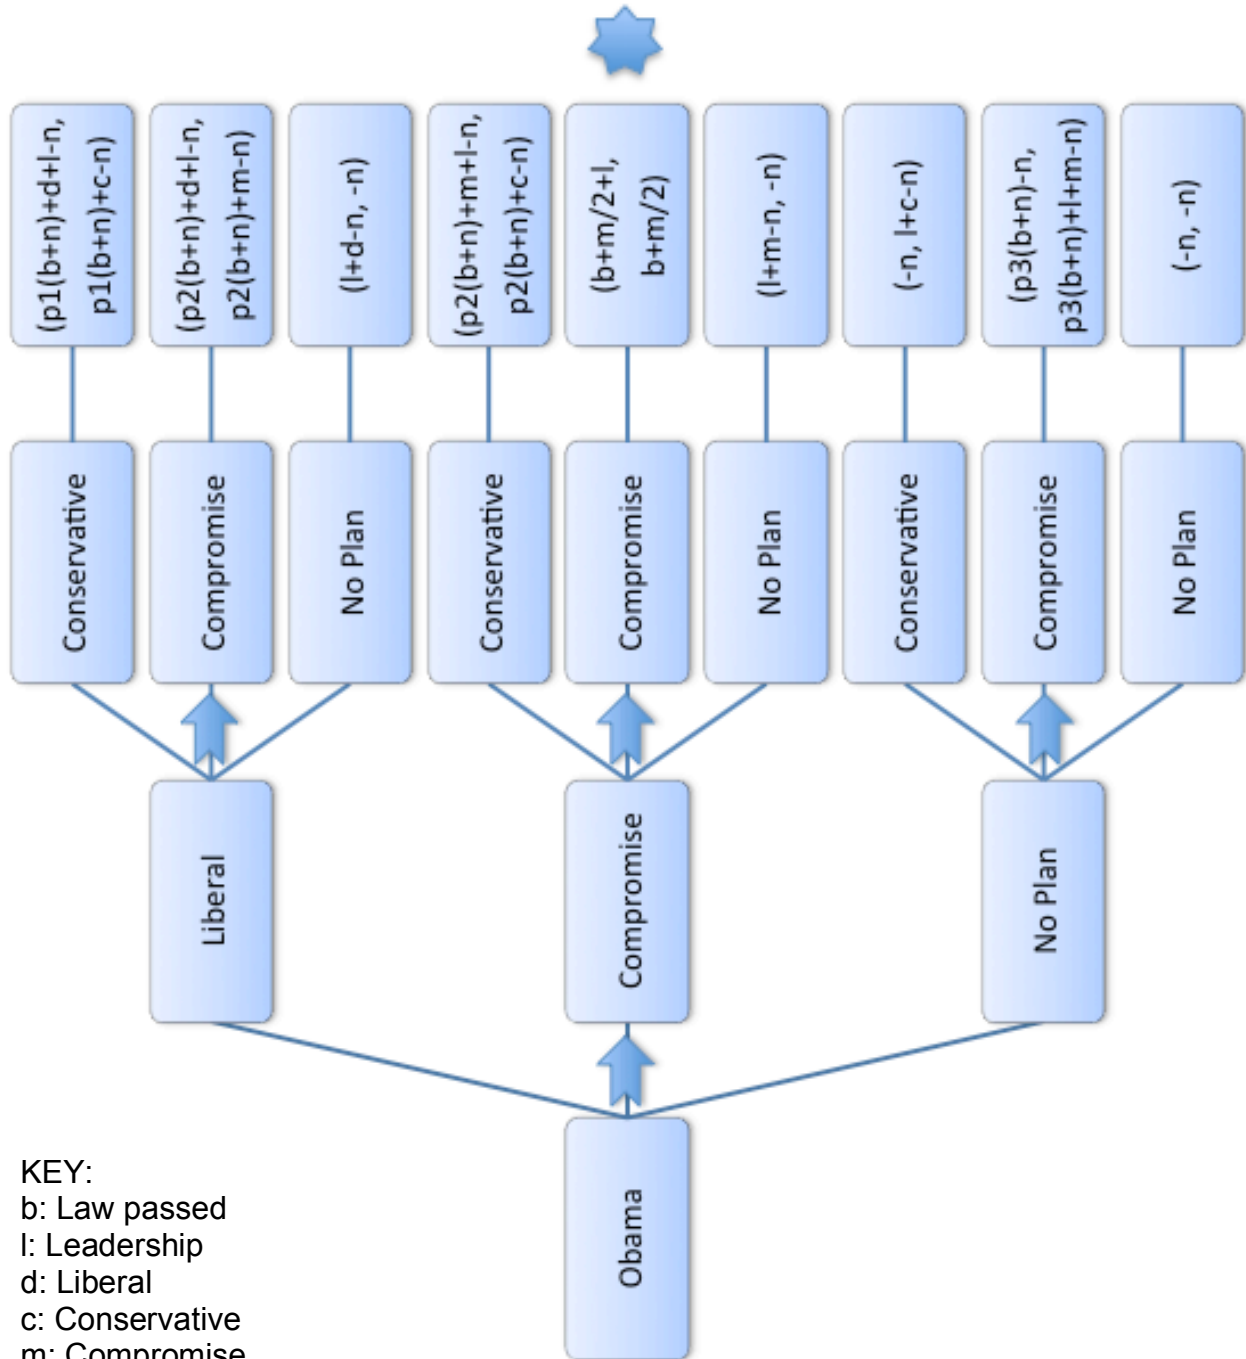 (p1(b+n)+d+l-n,
p1(b+n)+c-n)
(p2(b+n)+d+l-n,
p2(b+n)+m-n)
(l+d-n, -n)
(p2(b+n)+m+l-n,
p2(b+n)+c-n)
(b+m/2+l,
b+m/2)
(l+m-n, -n)
(-n, l+c-n)
(p3(b+n)-n,
p3(b+n)+l+m-n)
(-n, -n)
Conservative
Compromise
No Plan
Conservative
Compromise
No Plan
Conservative
Compromise
No Plan
Liberal
Compromise
No Plan
Obama
KEY:
b: Law passed
l: Leadership
d: Liberal
c: Conservative
m: Compromise